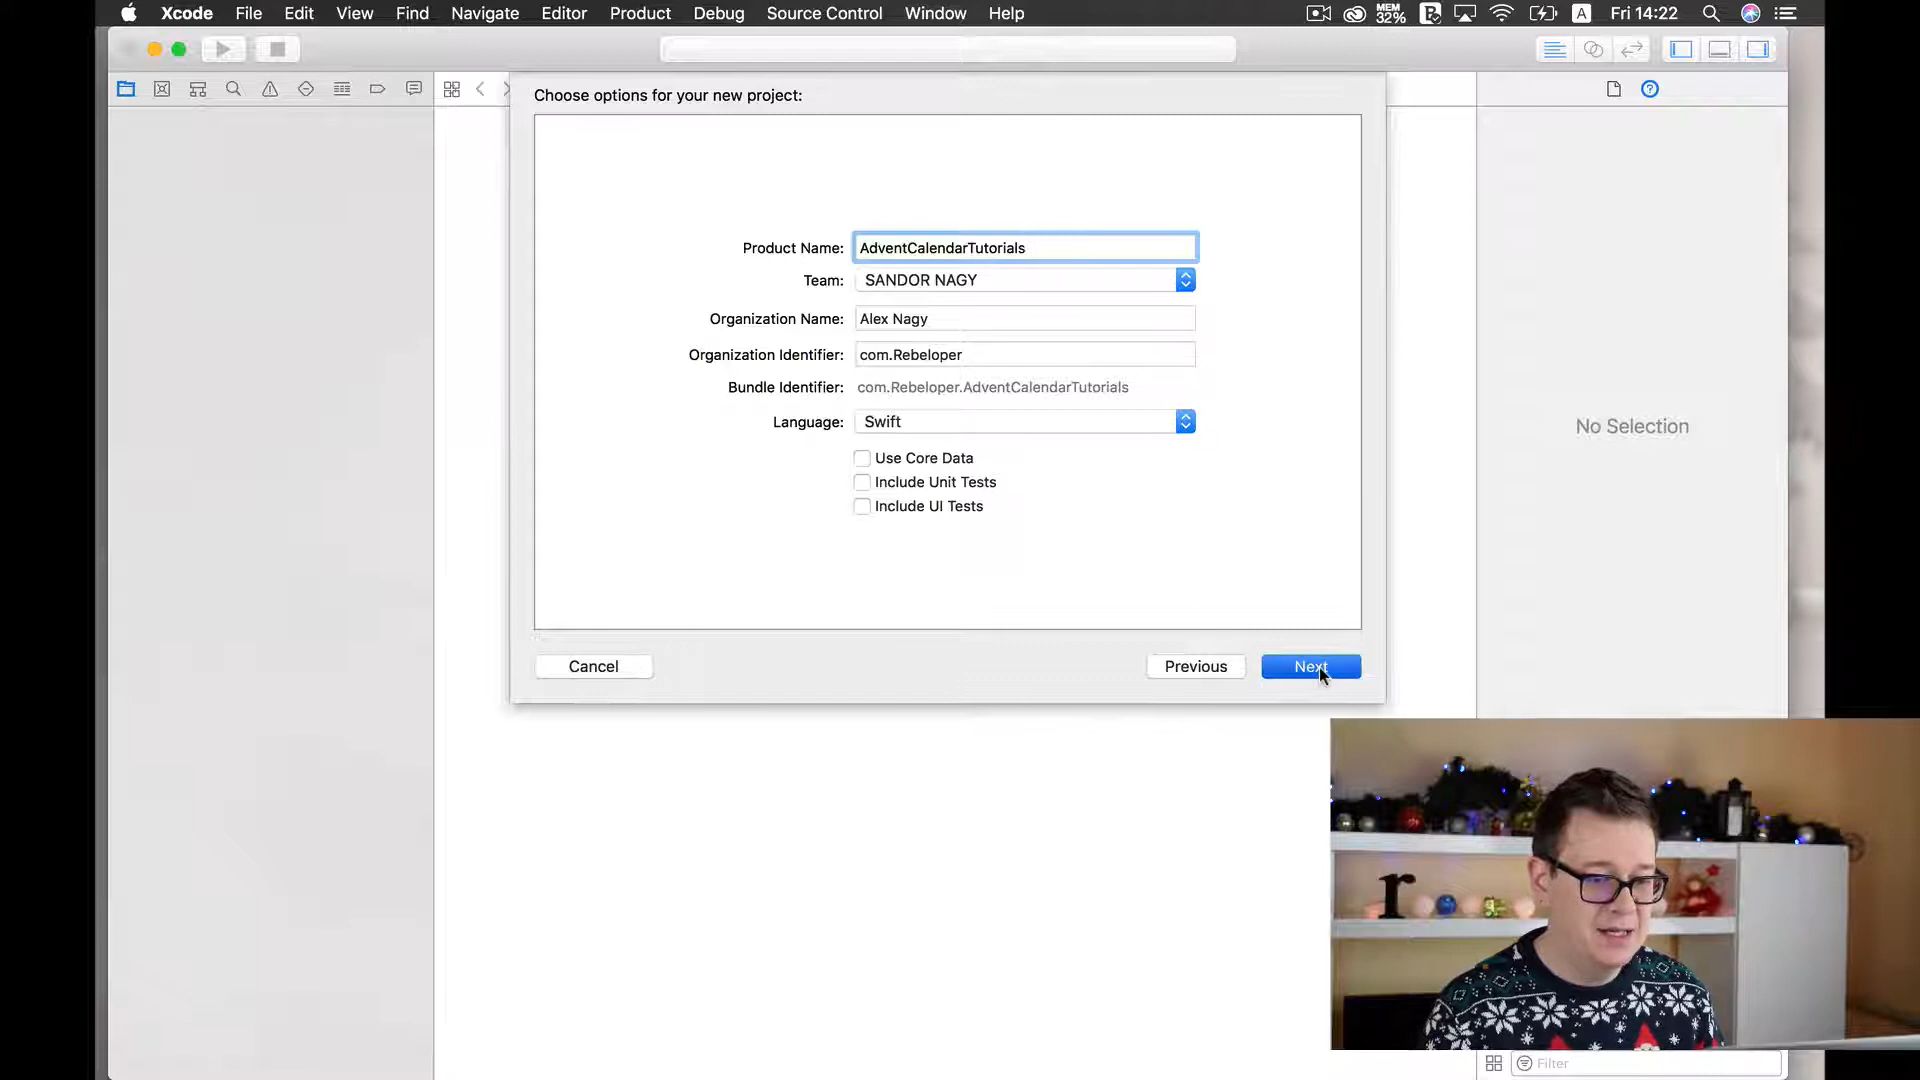 Xcode File Edit View Find Navigate Editor Product Debug Source Control Window Help MEM 32% A Fri 14:22
Choose options for your new project:
Product Name: AdventCalendarTutorials
Team: SANDOR NAGY
Organization Name: Alex Nagy
Organization Identifier: com.Rebeloper
Bundle Identifier: com.Rebeloper.AdventCalendarTutorials
Language: Swift
Use Core Data
Include Unit Tests
Include UI Tests
No Selection
Cancel Previous Next
r
Filter